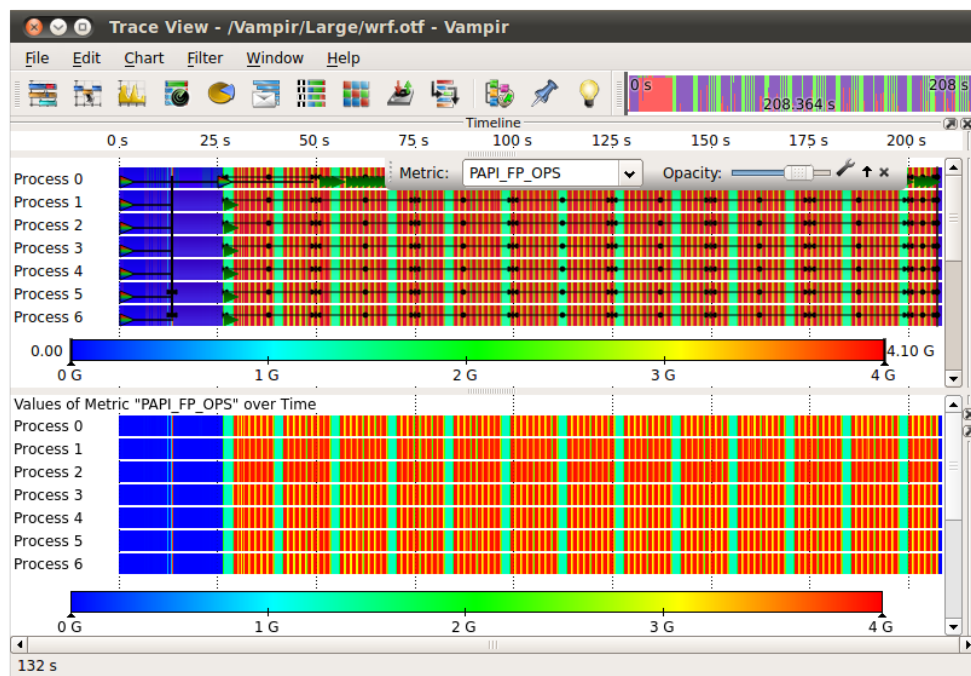 Trace View - /Vampir/Large/wrf.otf - Vampir
File Edit Chart Filter Window Help
0 s 208 s
208.364 s
Timeline
0 s 25 s 50 s 75 s 100 s 125 s 150 s 175 s 200 s
Metric: PAPI_FP_OPS Opacity:
Process 0
Process 1
Process 2
Process 3
Process 4
Process 5
Process 6
0.00 4.10 G
0 G 1 G 2 G 3 G 4 G
Values of Metric "PAPI_FP_OPS" over Time
Process 0
Process 1
Process 2
Process 3
Process 4
Process 5
Process 6
0 G 1 G 2 G 3 G 4 G
132 s